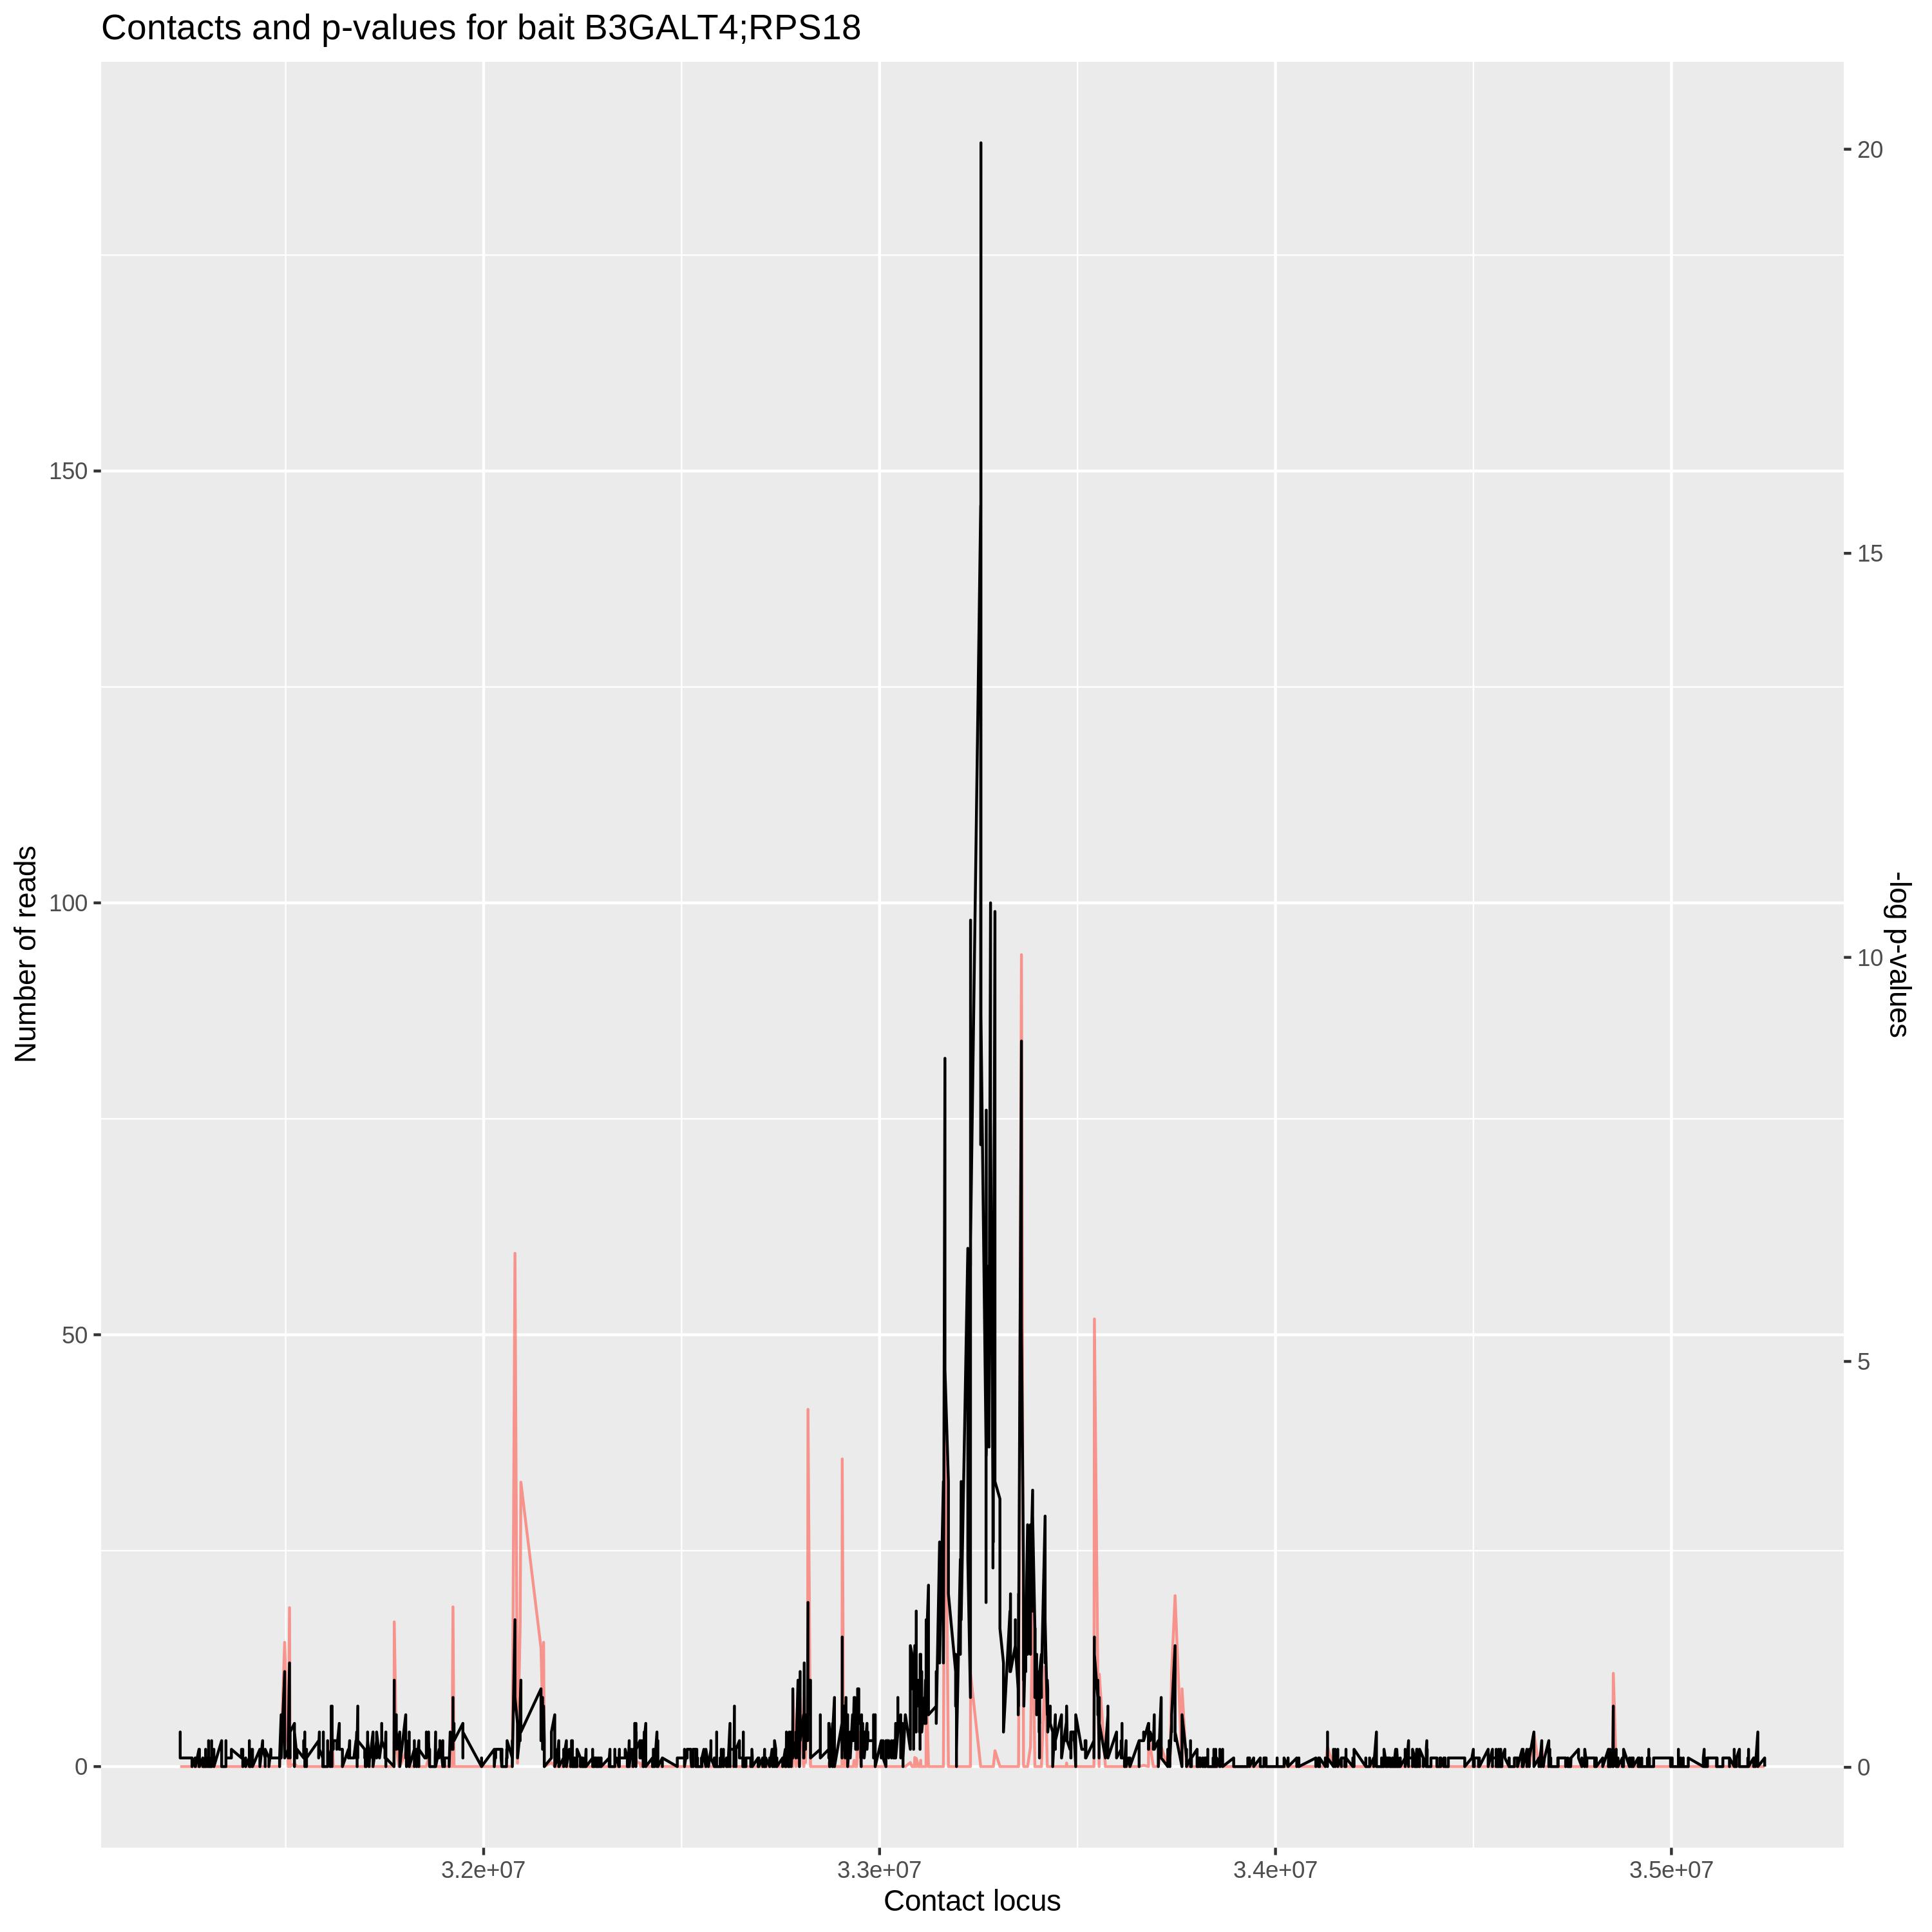 Contacts and p-values for bait B3GALT4;RPS18
Number of reads
150
100
50
0
20
15
10
5
0
-log p-values
3.2e+07
3.3e+07
3.4e+07
3.5e+07
Contact locus